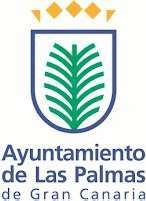 Ayuntamiento
de Las Palmas
de Gran Canaria